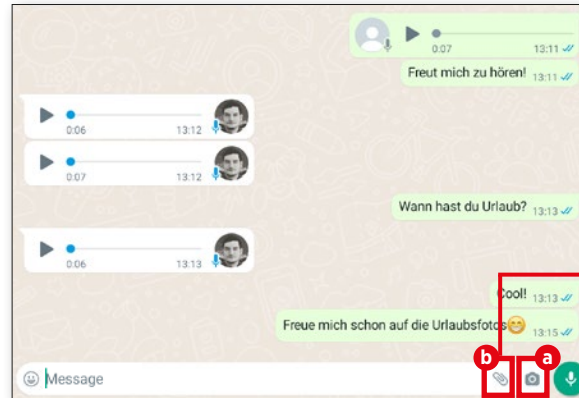 0:07 13:11
Freut mich zu hören! 13:11
0:06 13:12
0:07 13:12
Wann hast du Urlaub? 13:13
0:06 13:13
Cool! 13:13
Freue mich schon auf die Urlaubsfotos😁 13:15
b a
Message